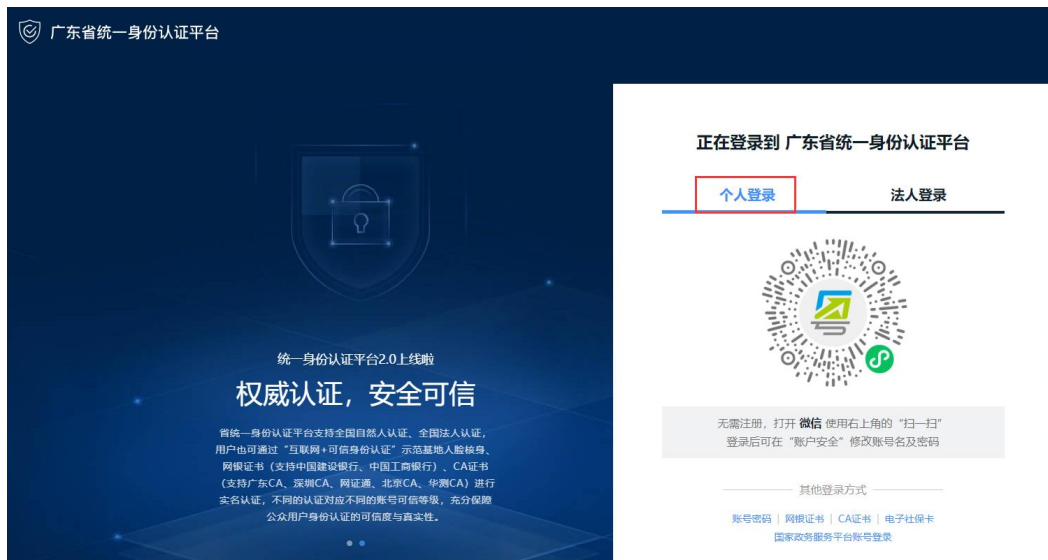 广东省统一身份认证平台
统一身份认证平台2.0上线啦
权威认证，安全可信
省统一身份认证平台支持全国自然人认证、全国法人认证，
用户也可通过“互联网+可信身份认证”示范基地人脸核身、
网银证书（支持中国建设银行、中国工商银行）、CA证书
（支持广东CA、深圳CA、网证通、北京CA、华测CA）进行
实名认证，不同的认证对应不同的账号可信等级，充分保障
公众用户身份认证的可信度与真实性。
正在登录到 广东省统一身份认证平台
个人登录 法人登录
无需注册，打开 微信 使用右上角的“扫一扫”
登录后可在“账户安全”修改账号名及密码
其他登录方式
账号密码 | 网银证书 | CA证书 | 电子社保卡
国家政务服务平台账号登录